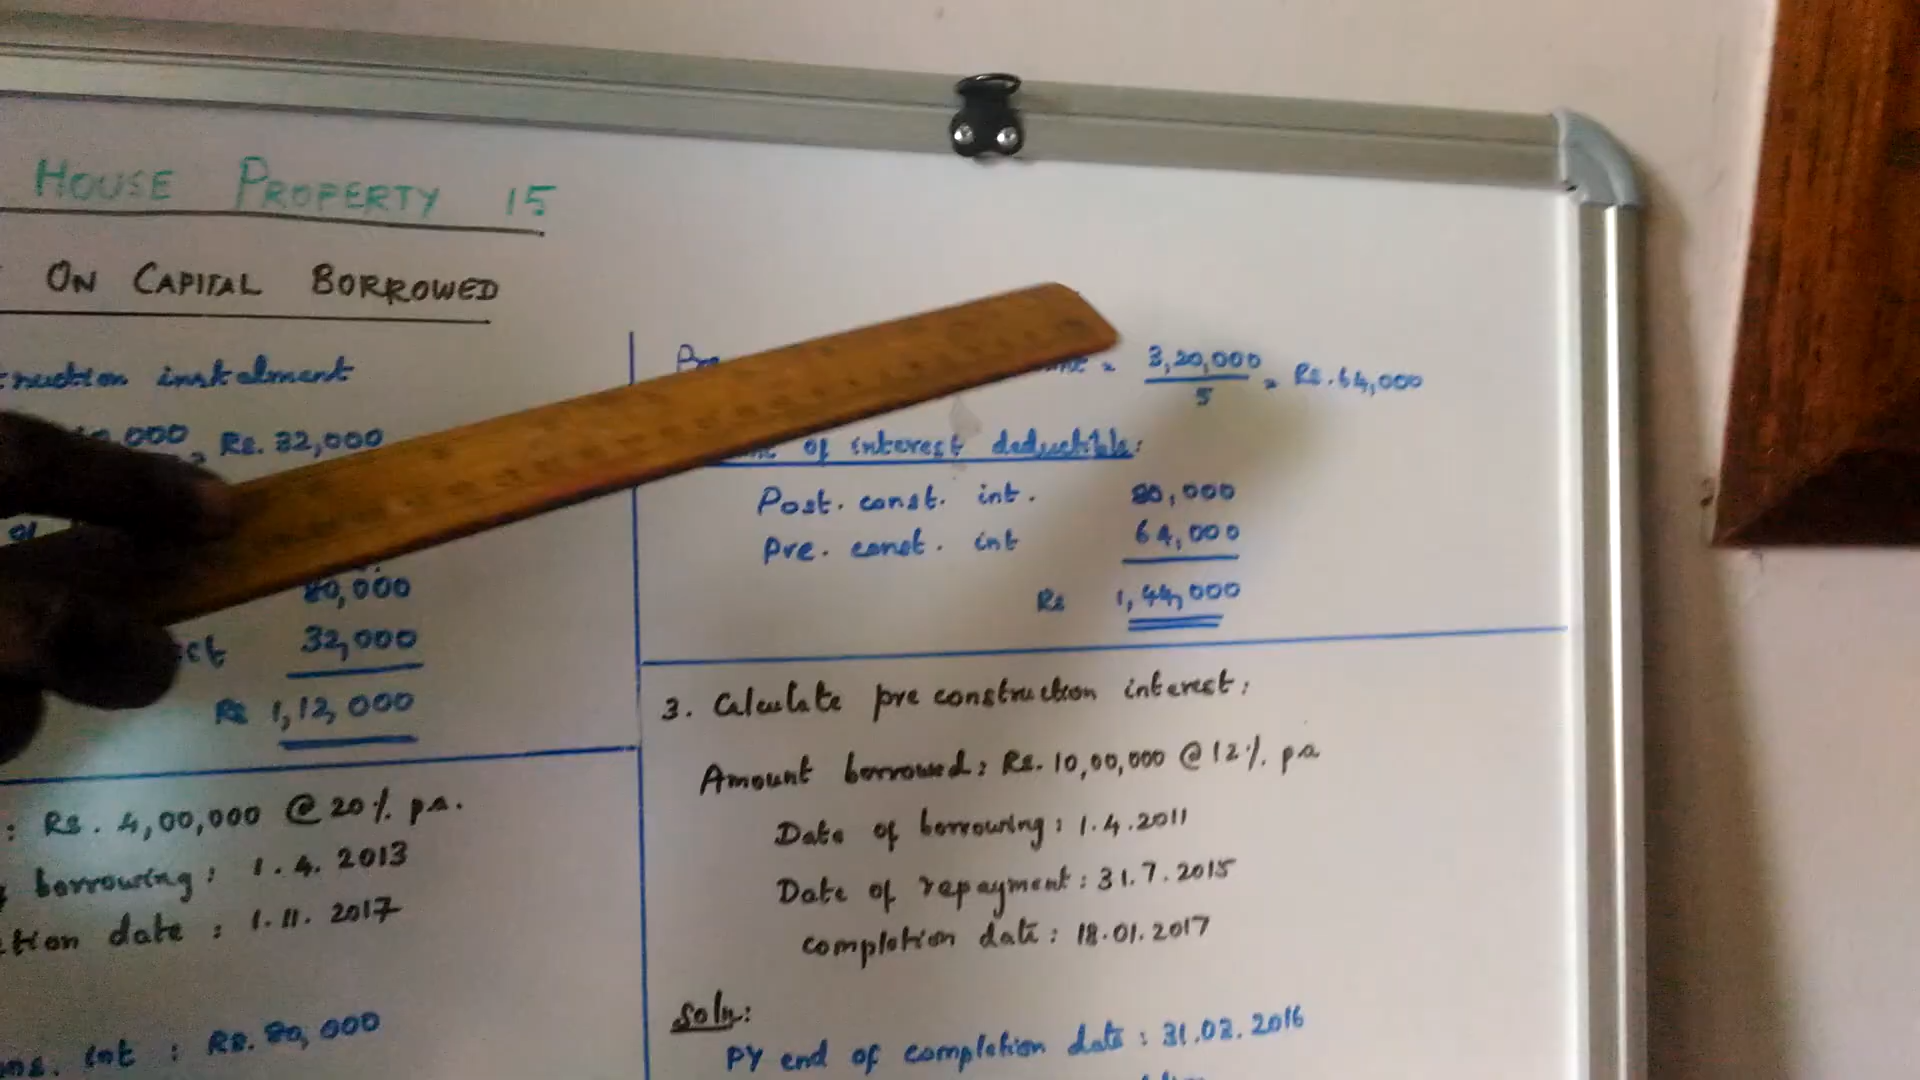 HOUSE PROPERTY 15
ON CAPITAL BORROWED
instalment
Rs. 32,000
80,000
32,000
Rs 1,12,000
: Rs. 4,00,000 @ 20%. pa.
borrowing : 1. 4. 2013
date : 1. 11. 2017
int : Rs. 80,000
= 3,20,000 / 5 = Rs. 64,000
of interest deductible:
Post. const. int. 80,000
Pre. const. int 64,000
Rs 1,44,000
3. Calculate pre construction interest:
Amount borrowed: Rs. 10,00,000 @ 12%. pa
Date of borrowing : 1.4.2011
Date of repayment : 31.7.2015
completion date : 18.01.2017
Soln:
PY end of completion date : 31.03.2016